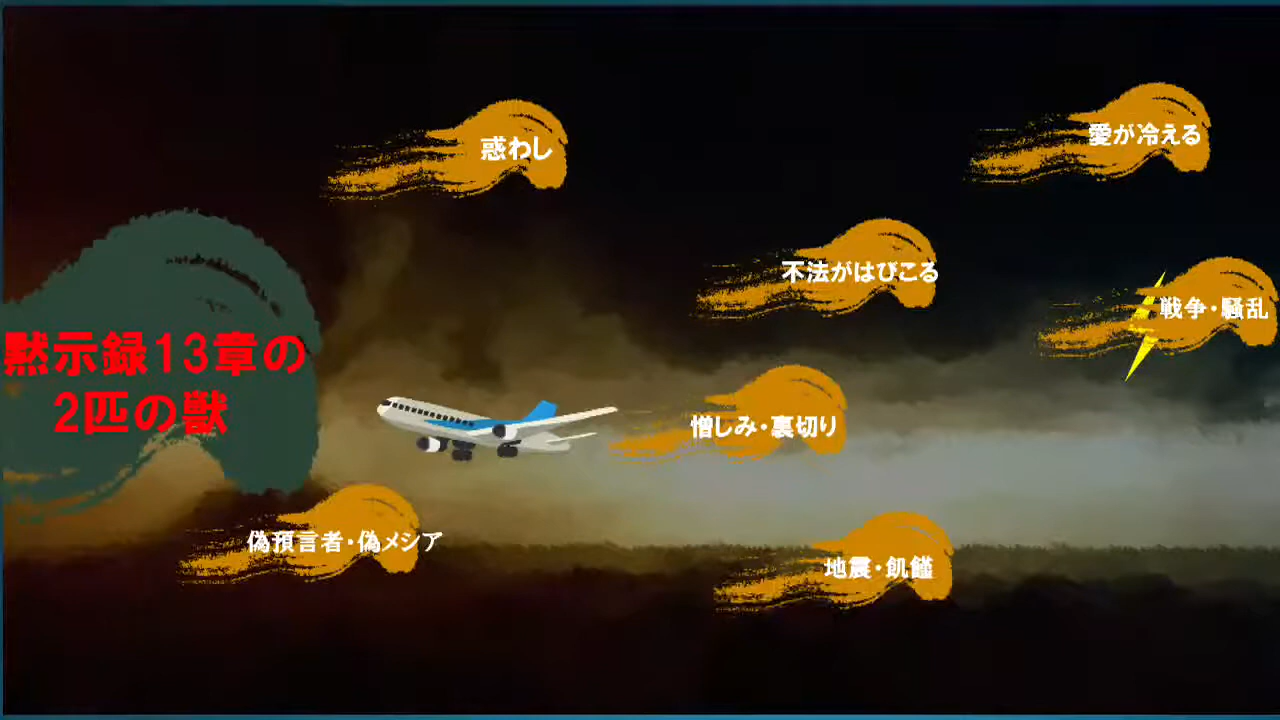 惑わし
愛が冷える
不法がはびこる
戦争・騒乱
黙示録13章の
2匹の獣
憎しみ・裏切り
偽預言者・偽メシア
地震・飢饉